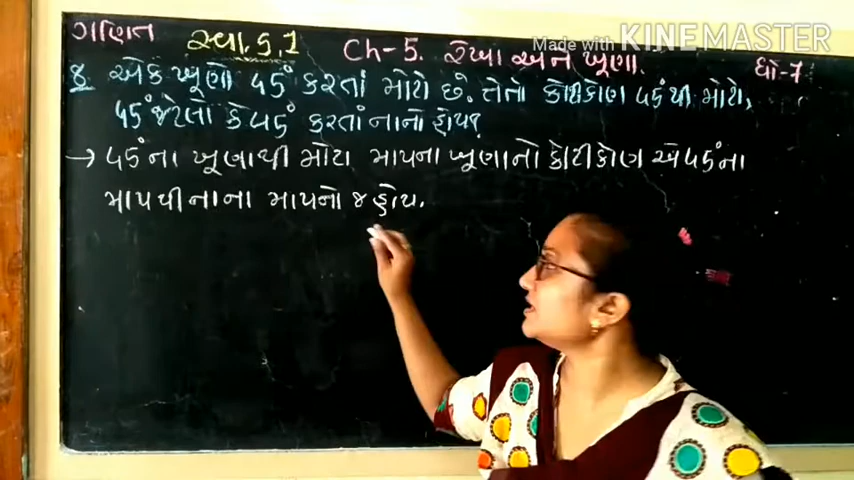 Made with KINEMASTER
ગણિત સ્વા.5.1 Ch-5. રેખા અને ખૂણા. ધો-7
૪ એક ખૂણો 45° કરતાં મોટો છે. તેનો કોટિકોણ 45°થી મોટો,
45° જેટલો કે 45° કરતાં નાનો હોય?
→ 45° ના ખૂણાથી મોટા માપના ખૂણાનો કોટીકોણ એ 45° ના
માપથી નાના માપનો જ હોય.